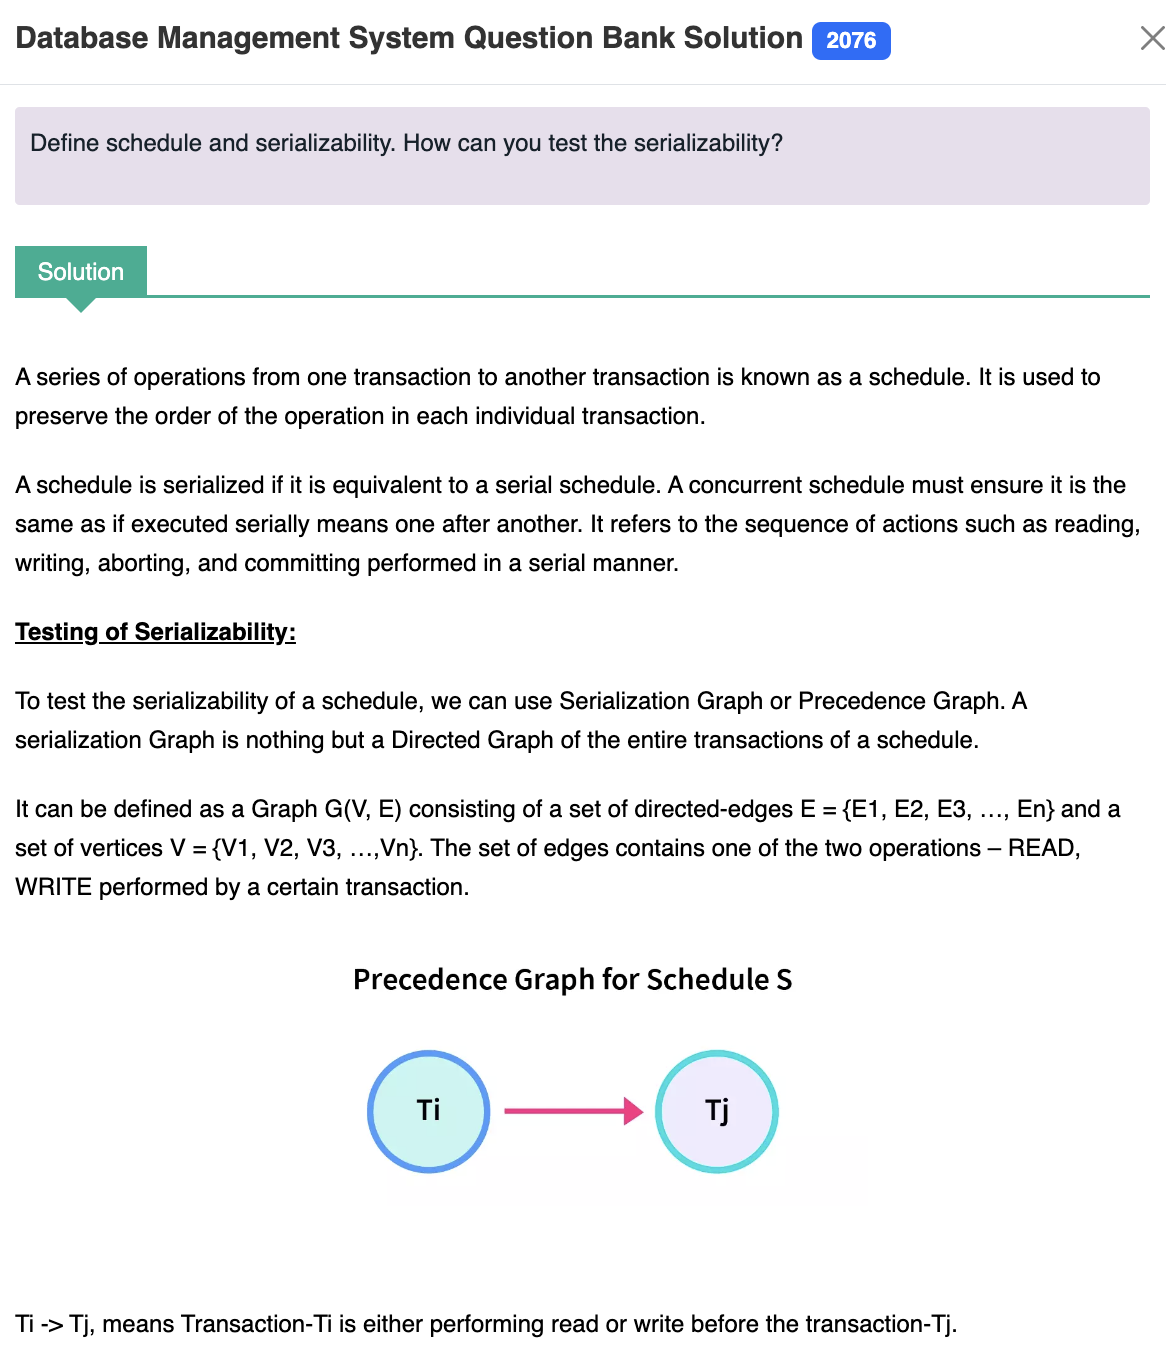 Database Management System Question Bank Solution 2076
Define schedule and serializability. How can you test the serializability?
Solution
A series of operations from one transaction to another transaction is known as a schedule. It is used to
preserve the order of the operation in each individual transaction.
A schedule is serialized if it is equivalent to a serial schedule. A concurrent schedule must ensure it is the
same as if executed serially means one after another. It refers to the sequence of actions such as reading,
writing, aborting, and committing performed in a serial manner.
Testing of Serializability:
To test the serializability of a schedule, we can use Serialization Graph or Precedence Graph. A
serialization Graph is nothing but a Directed Graph of the entire transactions of a schedule.
It can be defined as a Graph G(V, E) consisting of a set of directed-edges E = {E1, E2, E3, ..., En} and a
set of vertices V = {V1, V2, V3, ...,Vn}. The set of edges contains one of the two operations – READ,
WRITE performed by a certain transaction.
Precedence Graph for Schedule S
Ti Tj
Ti -> Tj, means Transaction-Ti is either performing read or write before the transaction-Tj.